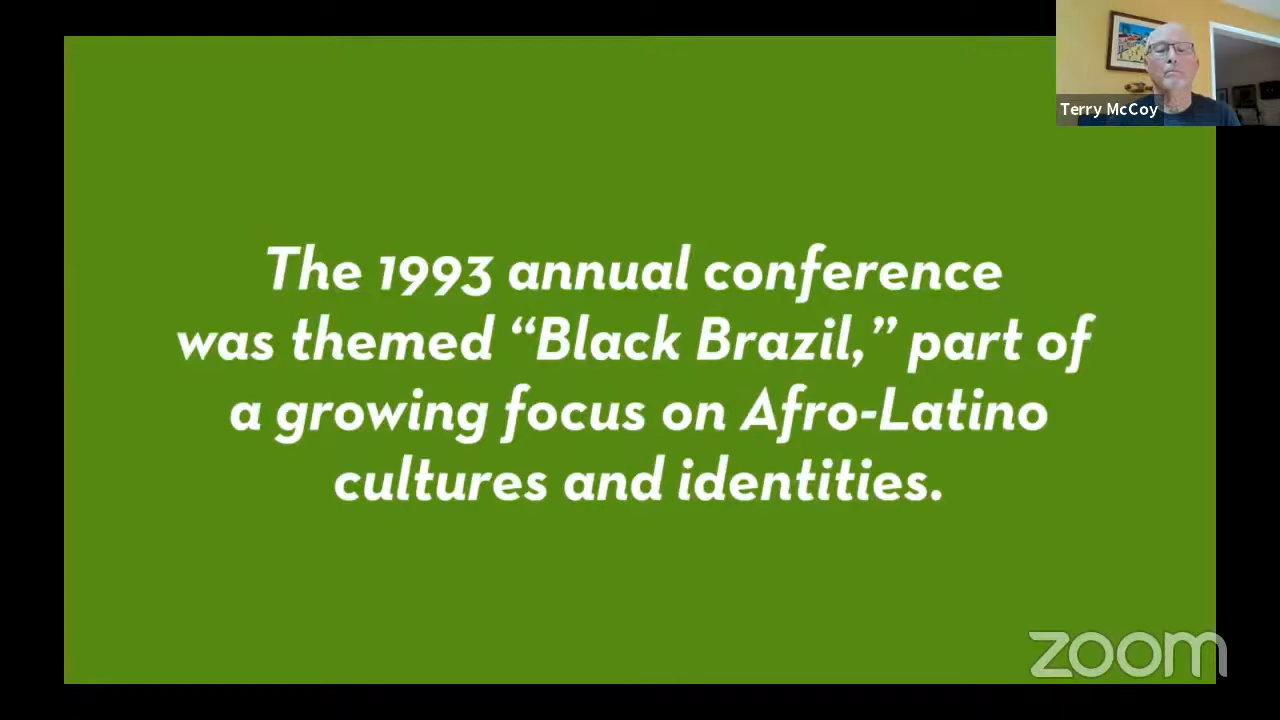 Terry McCoy
The 1993 annual conference
was themed “Black Brazil,” part of
a growing focus on Afro-Latino
cultures and identities.
zoom